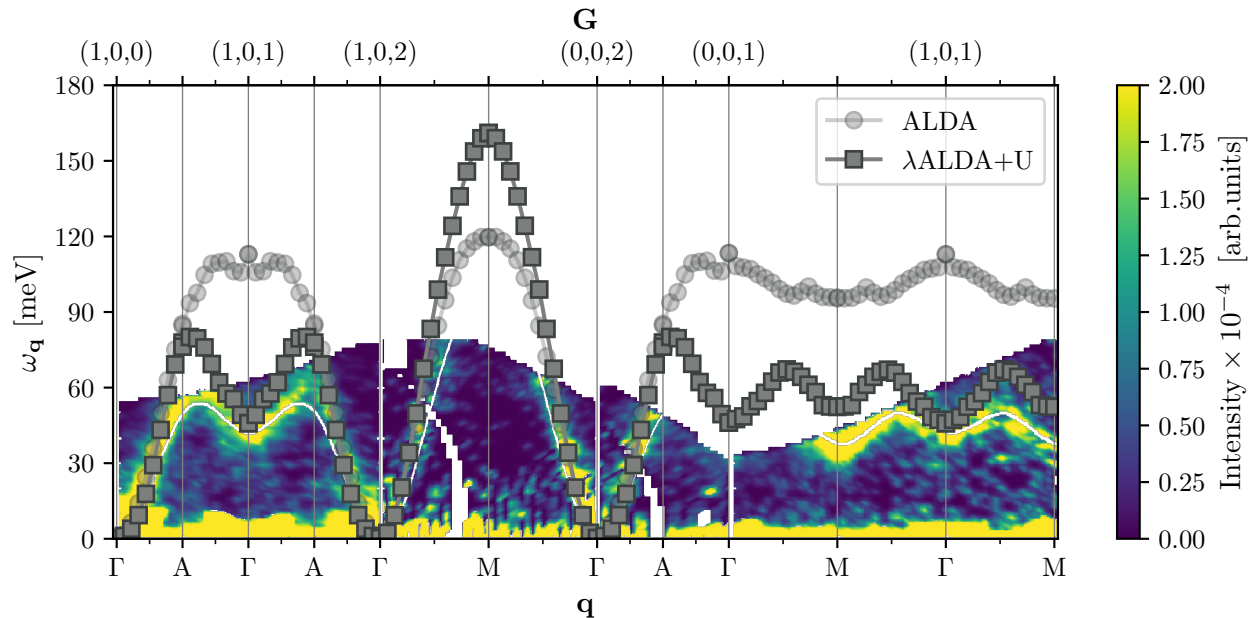 G
(1,0,0) (1,0,1) (1,0,2) (0,0,2) (0,0,1) (1,0,1)
180
150
120
90
60
30
0
ω_q [meV]
ALDA
λALDA+U
Γ A Γ A Γ M Γ A Γ M Γ M
q
2.00
1.75
1.50
1.25
1.00
0.75
0.50
0.25
0.00
Intensity × 10⁻⁴ [arb.units]